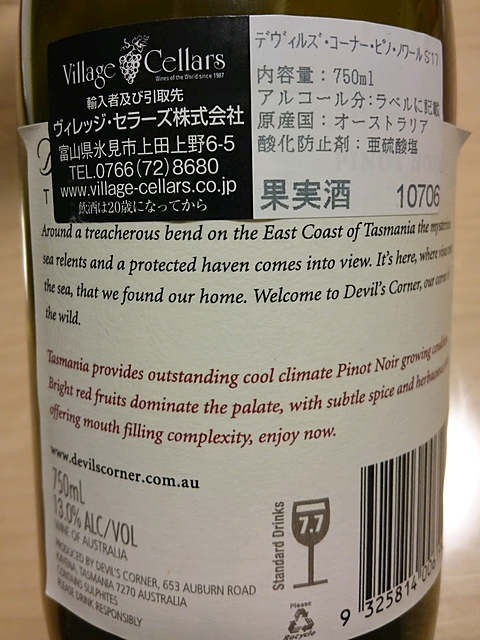 Village Cellars
Wines of the World since 1987
輸入者及び引取先
ヴィレッジ・セラーズ株式会社
富山県氷見市上田上野6-5
TEL.0766(72)8680
www.village-cellars.co.jp
飲酒は20歳になってから
デヴィルズ・コーナー・ピノ・ノワール S'17
内容量：750ml
アルコール分：ラベルに記載
原産国：オーストラリア
酸化防止剤：亜硫酸塩
果実酒 10706
Around a treacherous bend on the East Coast of Tasmania the
sea relents and a protected haven comes into view. It's here, where
the sea, that we found our home. Welcome to Devil's Corner, our
the wild.
Tasmania provides outstanding cool climate Pinot Noir growing
Bright red fruits dominate the palate, with subtle spice and
offering mouth filling complexity, enjoy now.
www.devilscorner.com.au
750mL
13.0% ALC/VOL
WINE OF AUSTRALIA
PRODUCED BY DEVIL'S CORNER, 653 AUBURN ROAD
TASMANIA 7270 AUSTRALIA
CONTAINS SULPHITES
DRINK RESPONSIBLY
Standard Drinks
7.7
Please
Recycle
9 325814